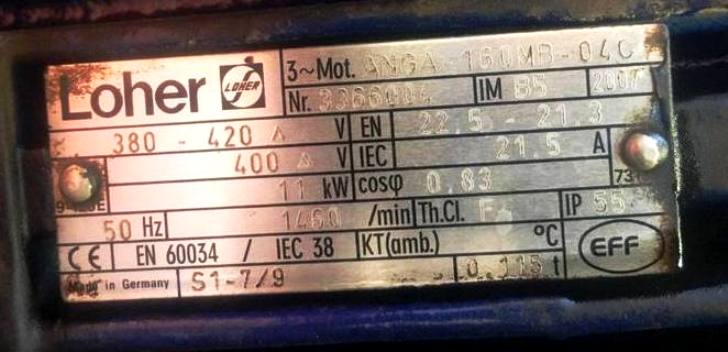 Loher LOHER 3~Mot. ANGA-160MB-04C
Nr. IM B5 2007
380 - 420 Δ V EN 22.5 - 21.3
400 Δ V IEC 21.5 A
11 kW cosφ 0.83
50 Hz 1460 /min Th.Cl. F IP 55
CE EN 60034 / IEC 38 KT(amb.) °C EFF
Made in Germany S1-7/9 0.115 t